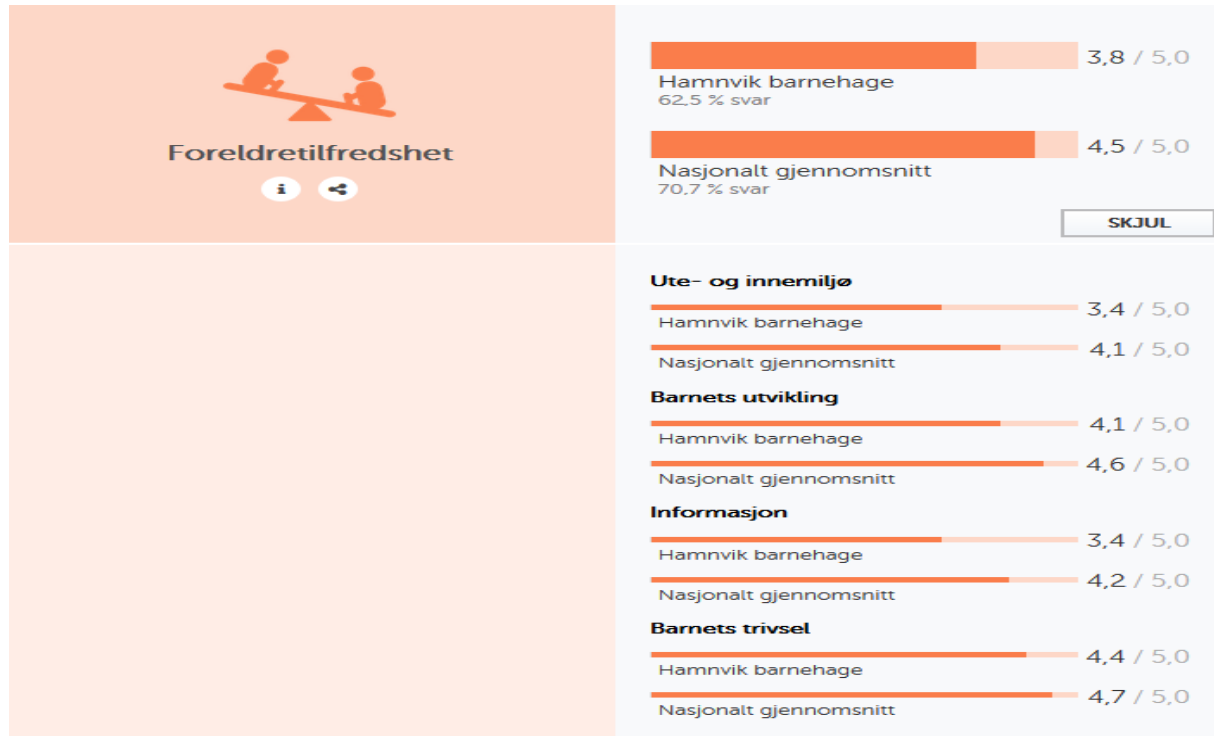 Foreldretilfredshet
i
3,8 / 5,0
Hamnvik barnehage
62,5 % svar
4,5 / 5,0
Nasjonalt gjennomsnitt
70,7 % svar
SKJUL
Ute- og innemiljø
3,4 / 5,0
Hamnvik barnehage
4,1 / 5,0
Nasjonalt gjennomsnitt
Barnets utvikling
4,1 / 5,0
Hamnvik barnehage
4,6 / 5,0
Nasjonalt gjennomsnitt
Informasjon
3,4 / 5,0
Hamnvik barnehage
4,2 / 5,0
Nasjonalt gjennomsnitt
Barnets trivsel
4,4 / 5,0
Hamnvik barnehage
4,7 / 5,0
Nasjonalt gjennomsnitt